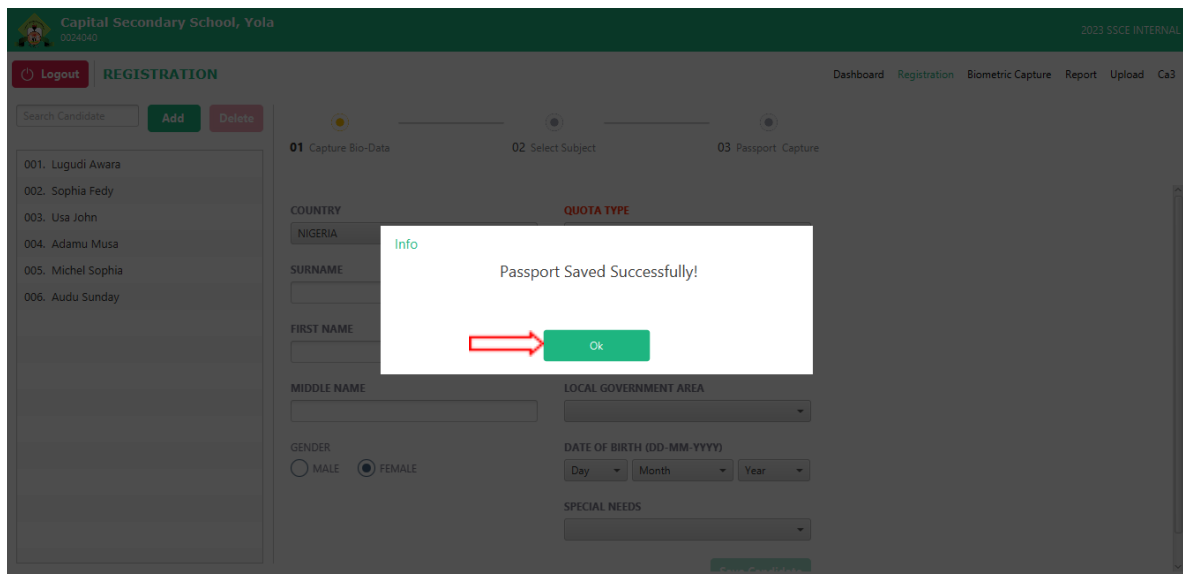 Capital Secondary School, Yola
0024040
2023 SSCE INTERNAL
Logout
REGISTRATION
Dashboard Registration Biometric Capture Report Upload Ca3
Search Candidate
Add
Delete
01 Capture Bio-Data
02 Select Subject
03 Passport Capture
001. Lugudi Awara
002. Sophia Fedy
003. Usa John
004. Adamu Musa
005. Michel Sophia
006. Audu Sunday
COUNTRY
QUOTA TYPE
NIGERIA
Info
Passport Saved Successfully!
Ok
SURNAME
FIRST NAME
MIDDLE NAME
LOCAL GOVERNMENT AREA
GENDER
MALE FEMALE
DATE OF BIRTH (DD-MM-YYYY)
Day Month Year
SPECIAL NEEDS
Save Candidate